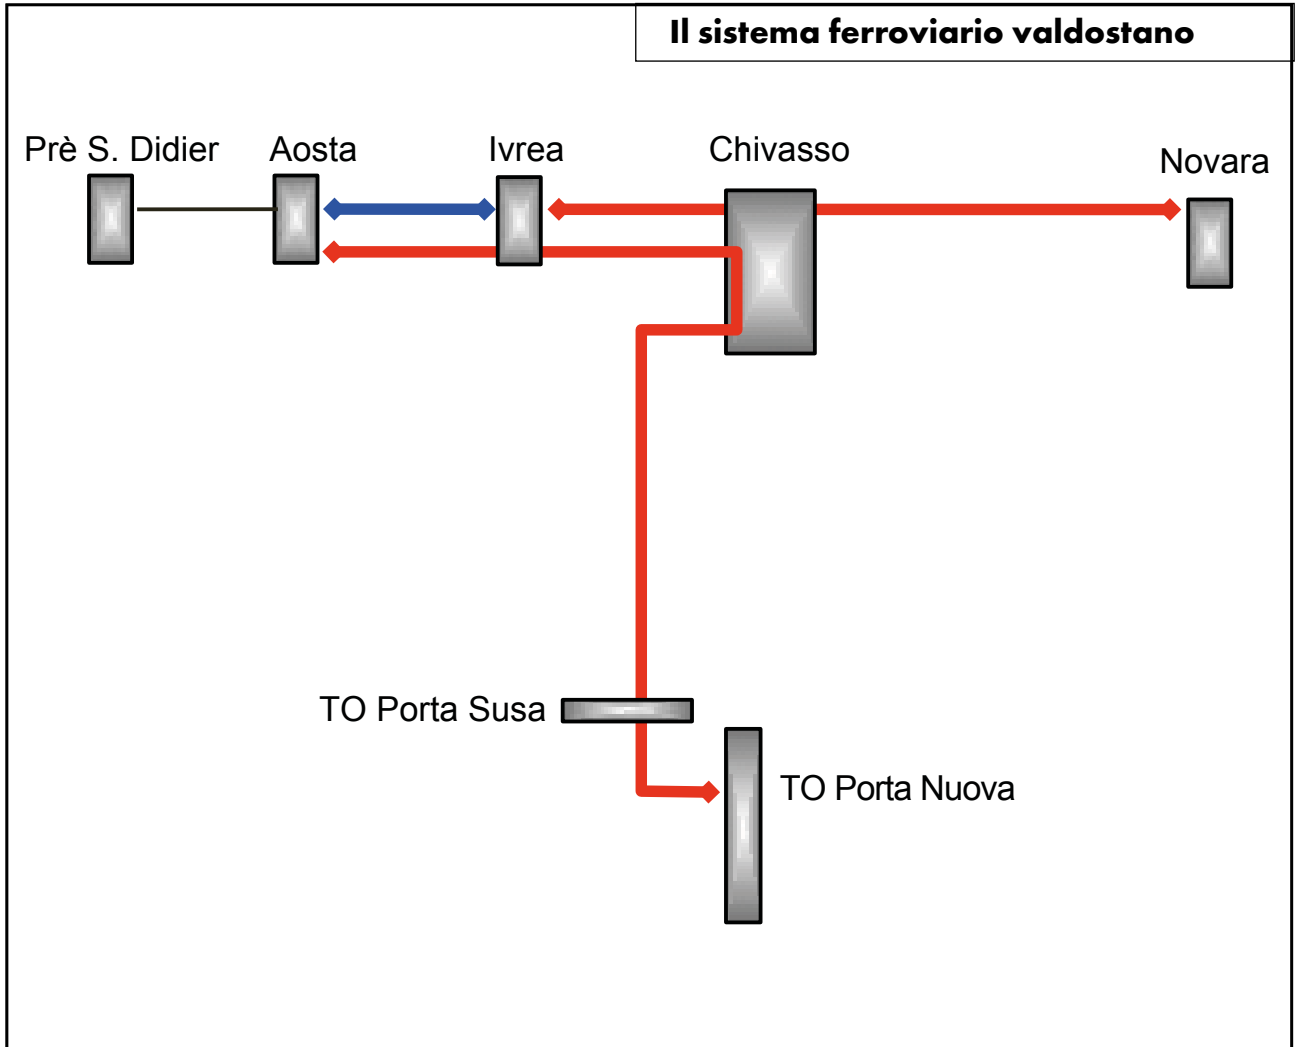 Il sistema ferroviario valdostano
Prè S. Didier
Aosta
Ivrea
Chivasso
Novara
TO Porta Susa
TO Porta Nuova